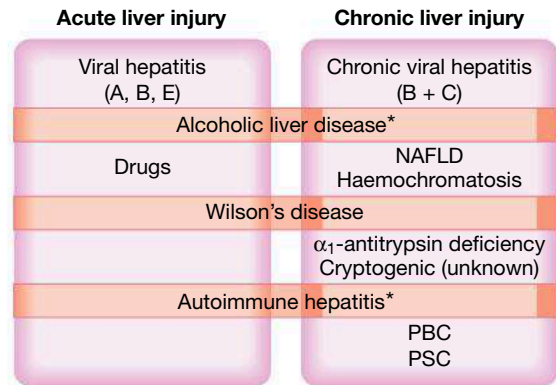 Acute liver injury
Chronic liver injury
Viral hepatitis
(A, B, E)
Chronic viral hepatitis
(B + C)
Alcoholic liver disease*
Drugs
NAFLD
Haemochromatosis
Wilson's disease
α₁-antitrypsin deficiency
Cryptogenic (unknown)
Autoimmune hepatitis*
PBC
PSC